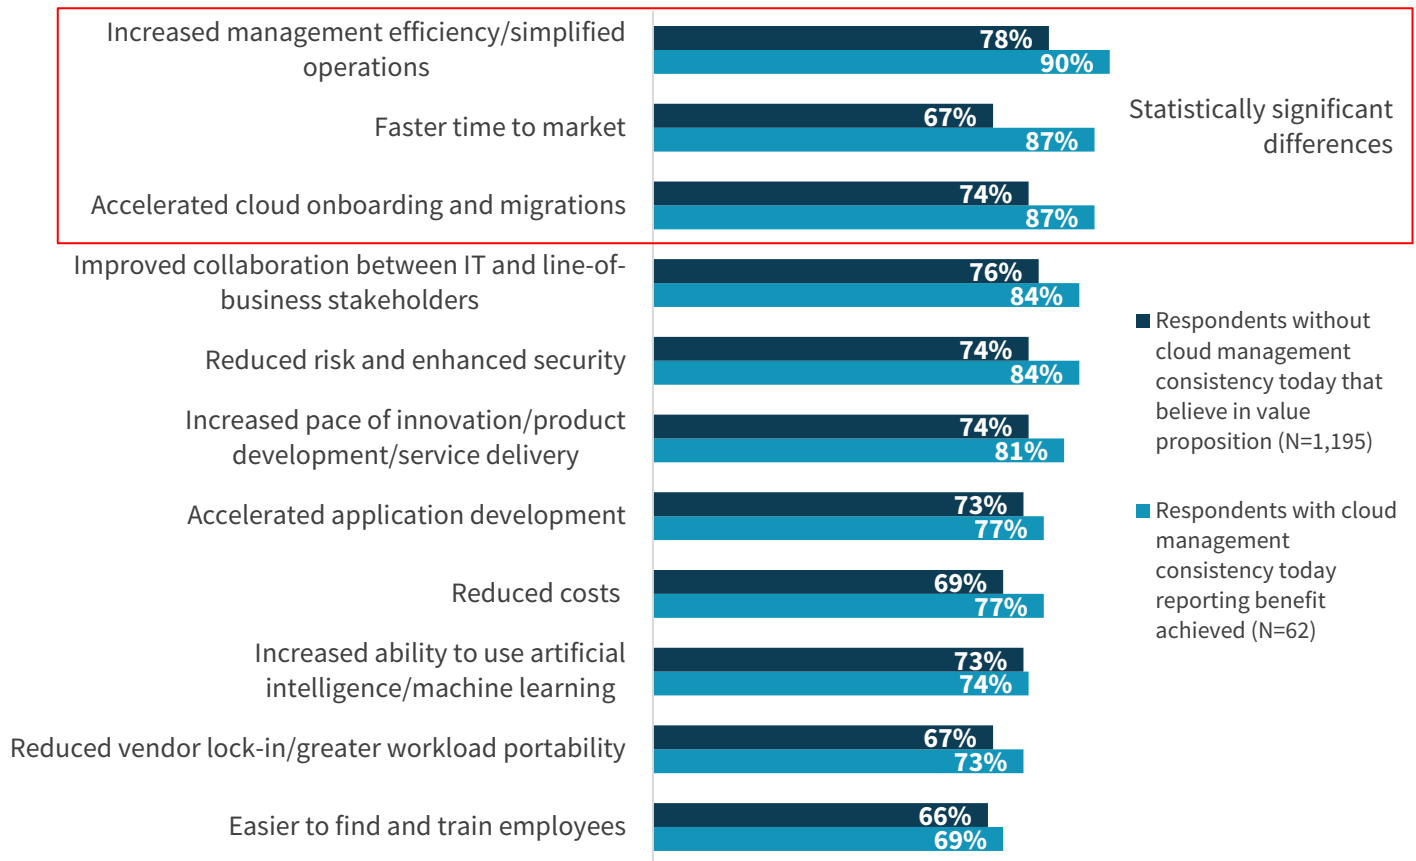 Increased management efficiency/simplified
operations
78%
90%
Faster time to market
67%
87%
Statistically significant
differences
Accelerated cloud onboarding and migrations
74%
87%
Improved collaboration between IT and line-of-
business stakeholders
76%
84%
Reduced risk and enhanced security
74%
84%
Increased pace of innovation/product
development/service delivery
74%
81%
Accelerated application development
73%
77%
Reduced costs
69%
77%
Increased ability to use artificial
intelligence/machine learning
73%
74%
Reduced vendor lock-in/greater workload portability
67%
73%
Easier to find and train employees
66%
69%
Respondents without
cloud management
consistency today that
believe in value
proposition (N=1,195)
Respondents with cloud
management
consistency today
reporting benefit
achieved (N=62)